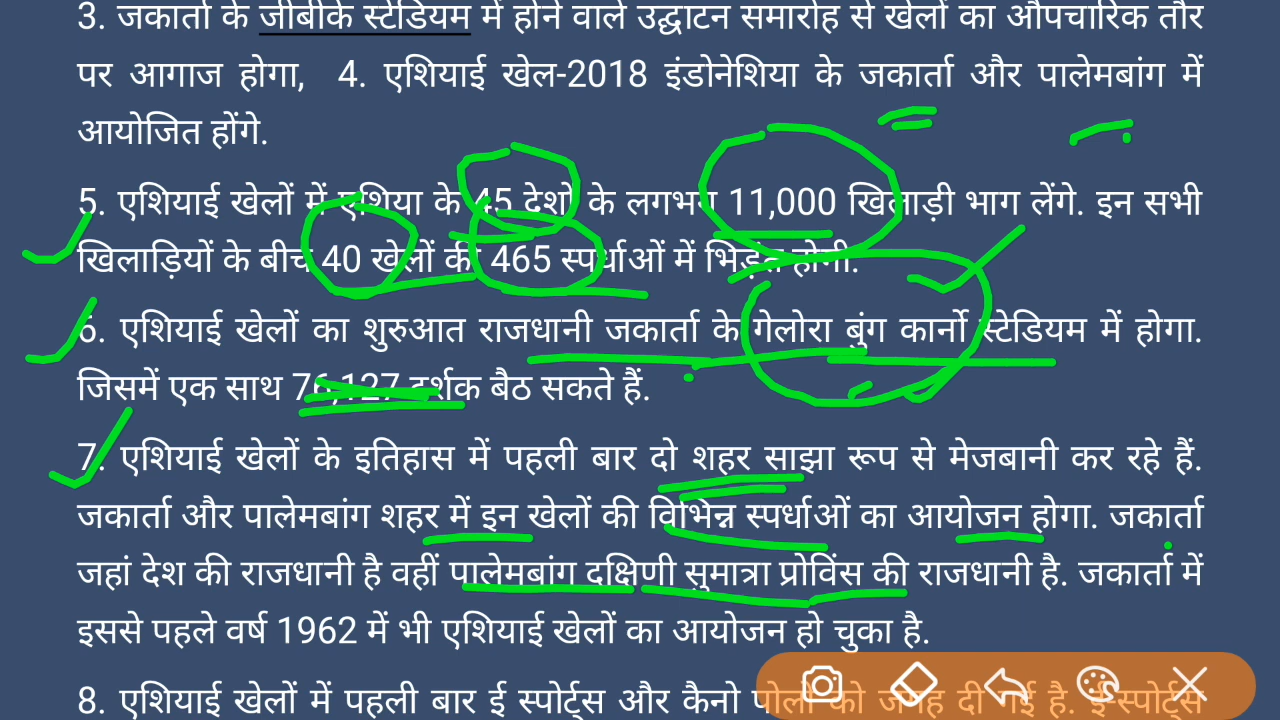 3. जकार्ता के जीबीके स्टेडियम में होने वाले उद्घाटन समारोह से खेलों का औपचारिक तौर
पर आगाज होगा, 4. एशियाई खेल-2018 इंडोनेशिया के जकार्ता और पालेमबांग में
आयोजित होंगे.
5. एशियाई खेलों में एशिया के 45 देशों के लगभग 11,000 खिलाड़ी भाग लेंगे. इन सभी
खिलाड़ियों के बीच 40 खेलों की 465 स्पर्धाओं में भिड़ंत होगी.
6. एशियाई खेलों का शुरुआत राजधानी जकार्ता के गेलोरा बुंग कार्नो स्टेडियम में होगा.
जिसमें एक साथ 76,127 दर्शक बैठ सकते हैं.
7. एशियाई खेलों के इतिहास में पहली बार दो शहर साझा रूप से मेजबानी कर रहे हैं.
जकार्ता और पालेमबांग शहर में इन खेलों की विभिन्न स्पर्धाओं का आयोजन होगा. जकार्ता
जहां देश की राजधानी है वहीं पालेमबांग दक्षिणी सुमात्रा प्रोविंस की राजधानी है. जकार्ता में
इससे पहले वर्ष 1962 में भी एशियाई खेलों का आयोजन हो चुका है.
8. एशियाई खेलों में पहली बार ई स्पोर्ट्स और कैनो पोलो को जगह दी गई है. ई-स्पोर्ट्स